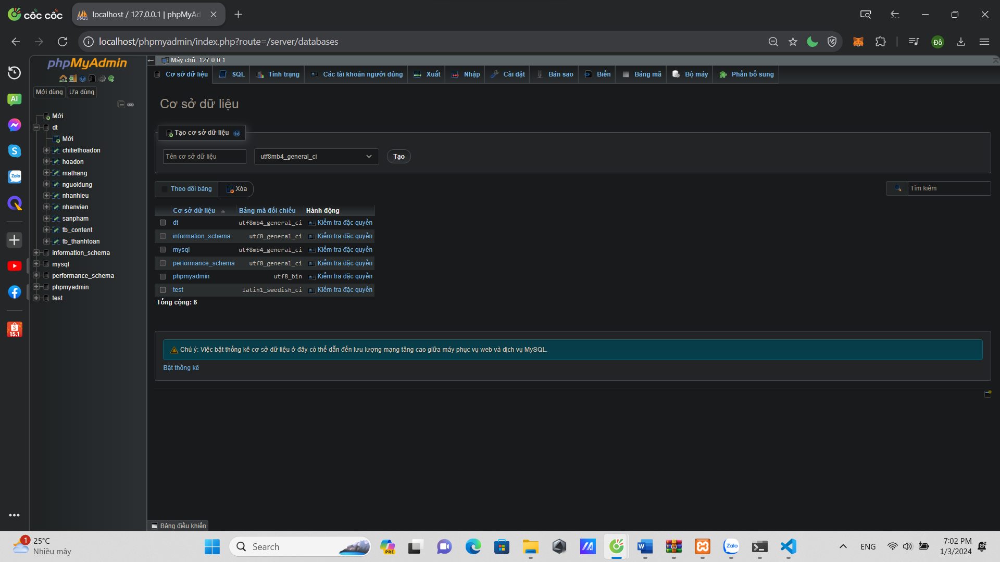 cốc cốc
localhost / 127.0.0.1 | phpMyAd
localhost/phpmyadmin/index.php?route=/server/databases
Đỗ
phpMyAdmin
Mới dùng
Ưa dùng
Mới
dt
Mới
chitiethoadon
hoadon
mathang
nguoidung
nhanhieu
nhanvien
sanpham
tb_content
tb_thanhtoan
information_schema
mysql
performance_schema
phpmyadmin
test
AI
Zalo
15.1
Máy chủ: 127.0.0.1
Cơ sở dữ liệu
SQL
Tình trạng
Các tài khoản người dùng
Xuất
Nhập
Cài đặt
Bản sao
Biến
Bảng mã
Bộ máy
Phần bổ sung
Cơ sở dữ liệu
Tạo cơ sở dữ liệu
Tên cơ sở dữ liệu
utf8mb4_general_ci
Tạo
Theo dõi bảng
Xóa
Tìm kiếm
Cơ sở dữ liệu Bảng mã đối chiếu Hành động
dt utf8mb4_general_ci Kiểm tra đặc quyền
information_schema utf8_general_ci Kiểm tra đặc quyền
mysql utf8mb4_general_ci Kiểm tra đặc quyền
performance_schema utf8_general_ci Kiểm tra đặc quyền
phpmyadmin utf8_bin Kiểm tra đặc quyền
test latin1_swedish_ci Kiểm tra đặc quyền
Tổng cộng: 6
Chú ý: Việc bật thống kê cơ sở dữ liệu ở đây có thể dẫn đến lưu lượng mạng tăng cao giữa máy phục vụ web và dịch vụ MySQL.
Bật thống kê
Bảng điều khiển
1
25°C
Nhiều mây
Search
PRE
W
Zalo
ENG
7:02 PM
1/3/2024